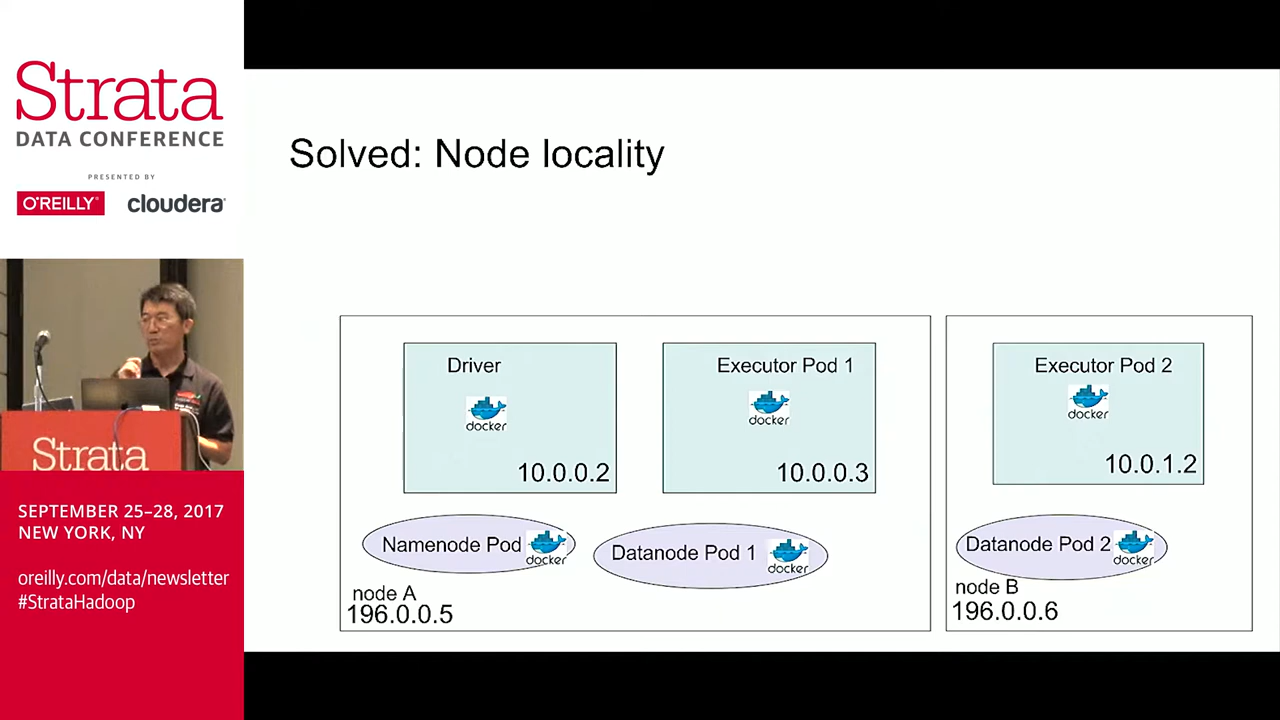 Strata
DATA CONFERENCE
PRESENTED BY
O'REILLY®
cloudera
Strata
SEPTEMBER 25–28, 2017
NEW YORK, NY
oreilly.com/data/newsletter
#StrataHadoop
Solved: Node locality
Driver
docker
10.0.0.2
Executor Pod 1
docker
10.0.0.3
Namenode Pod
docker
Datanode Pod 1
docker
node A
196.0.0.5
Executor Pod 2
docker
10.0.1.2
Datanode Pod 2
docker
node B
196.0.0.6